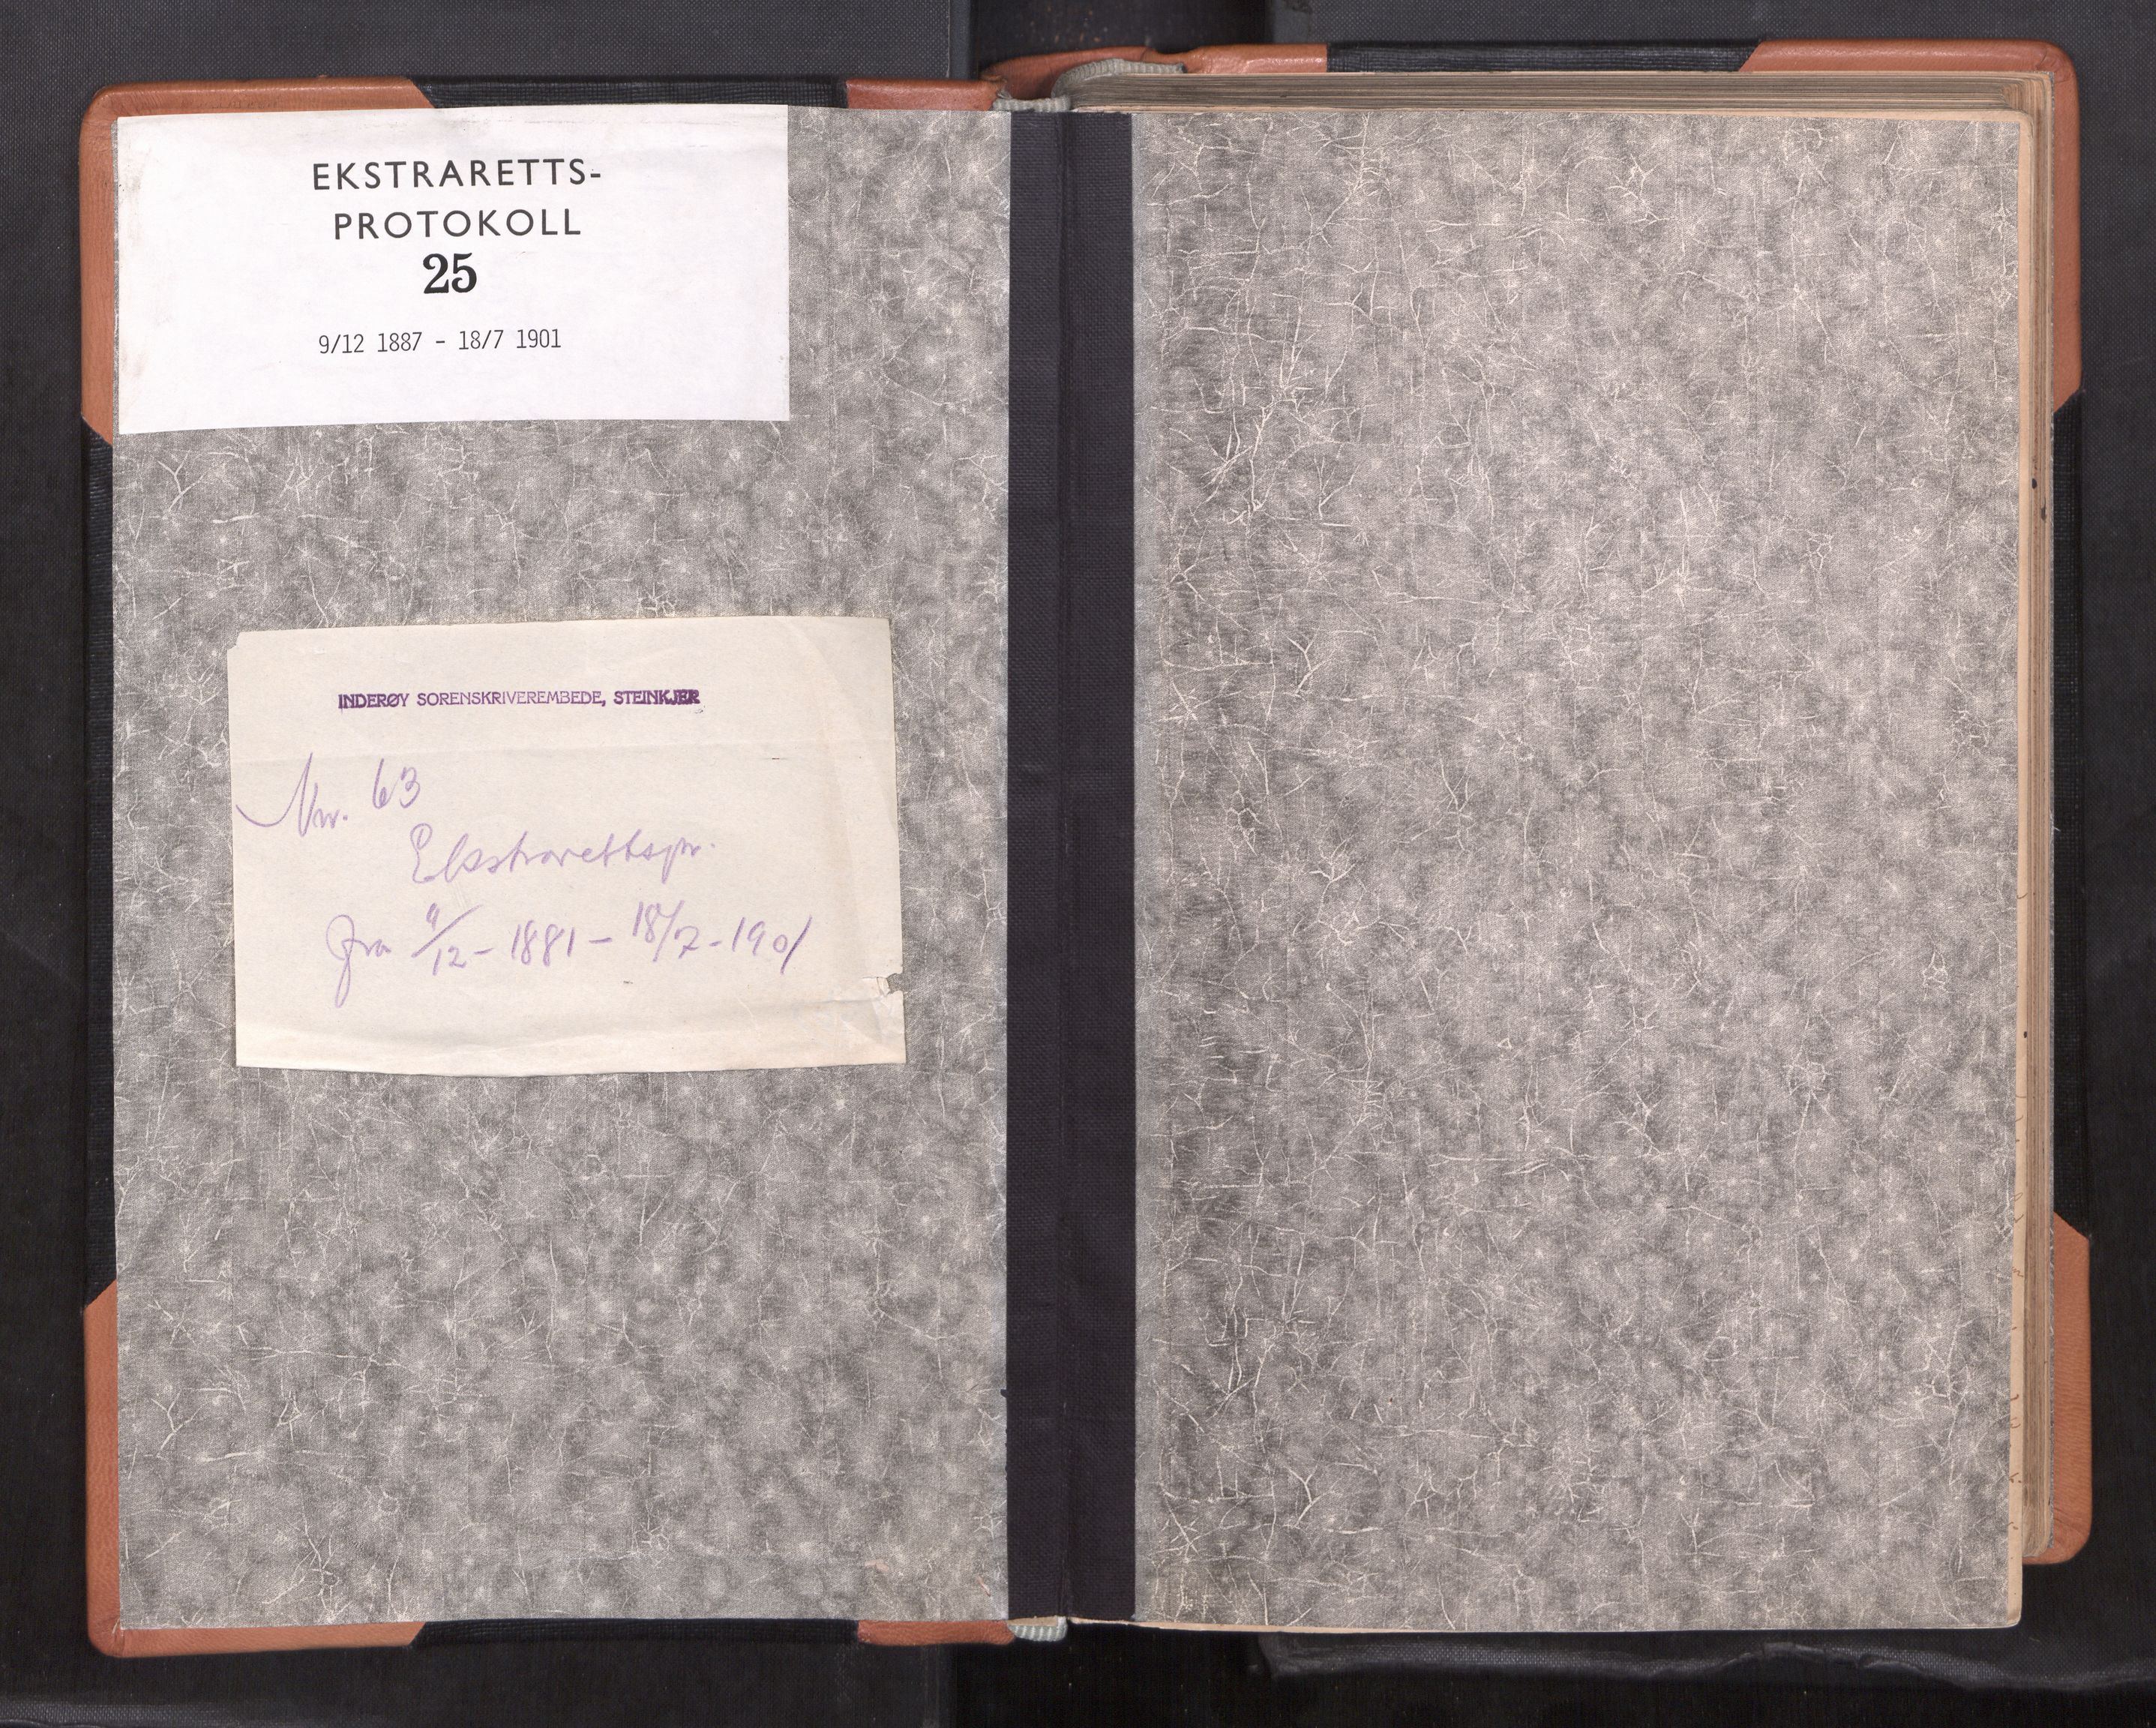 EKSTRARETTS-
PROTOKOLL
25
9/12 1887 - 18/7 1901
INDERØY SORENSKRIVEREMBEDE, STEINKJER
Nr. 63
Ekstrarettspr.
fra 9/12 - 1881 - 18/7 - 1901